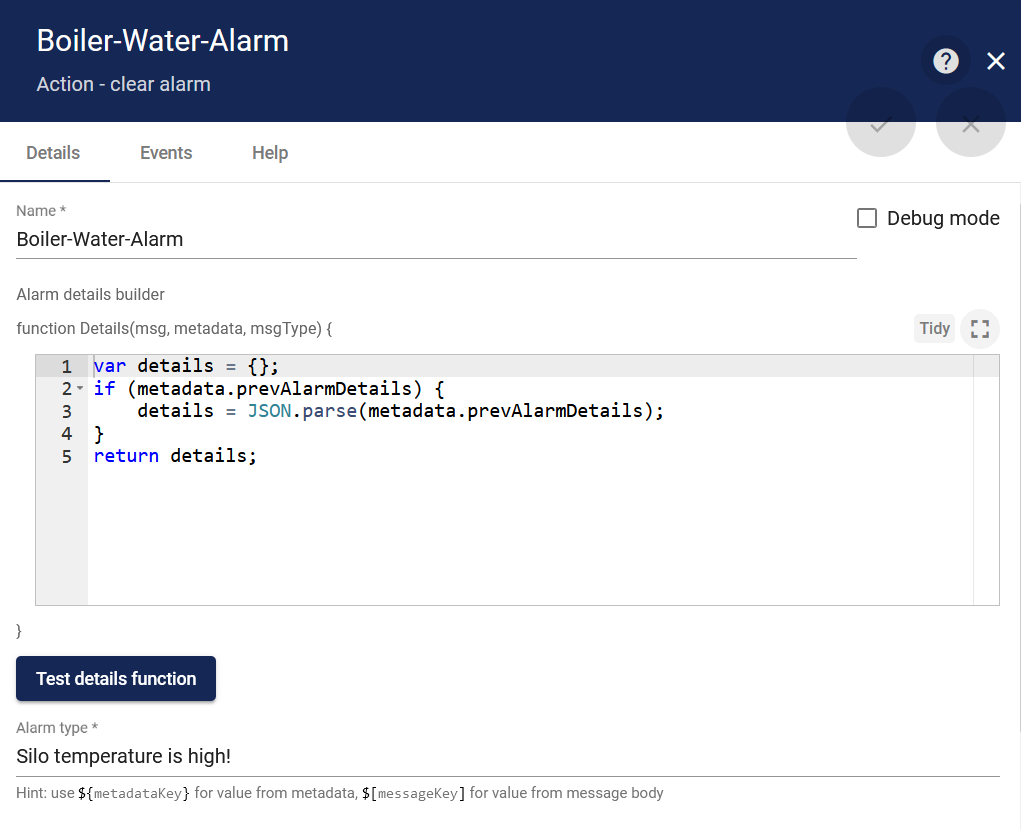 Boiler-Water-Alarm
Action - clear alarm
Details Events Help
Name *
Boiler-Water-Alarm
Debug mode
Alarm details builder
function Details(msg, metadata, msgType) {
Tidy
1 var details = {};
2 if (metadata.prevAlarmDetails) {
3     details = JSON.parse(metadata.prevAlarmDetails);
4 }
5 return details;
}
Test details function
Alarm type *
Silo temperature is high!
Hint: use ${metadataKey} for value from metadata, $[messageKey] for value from message body